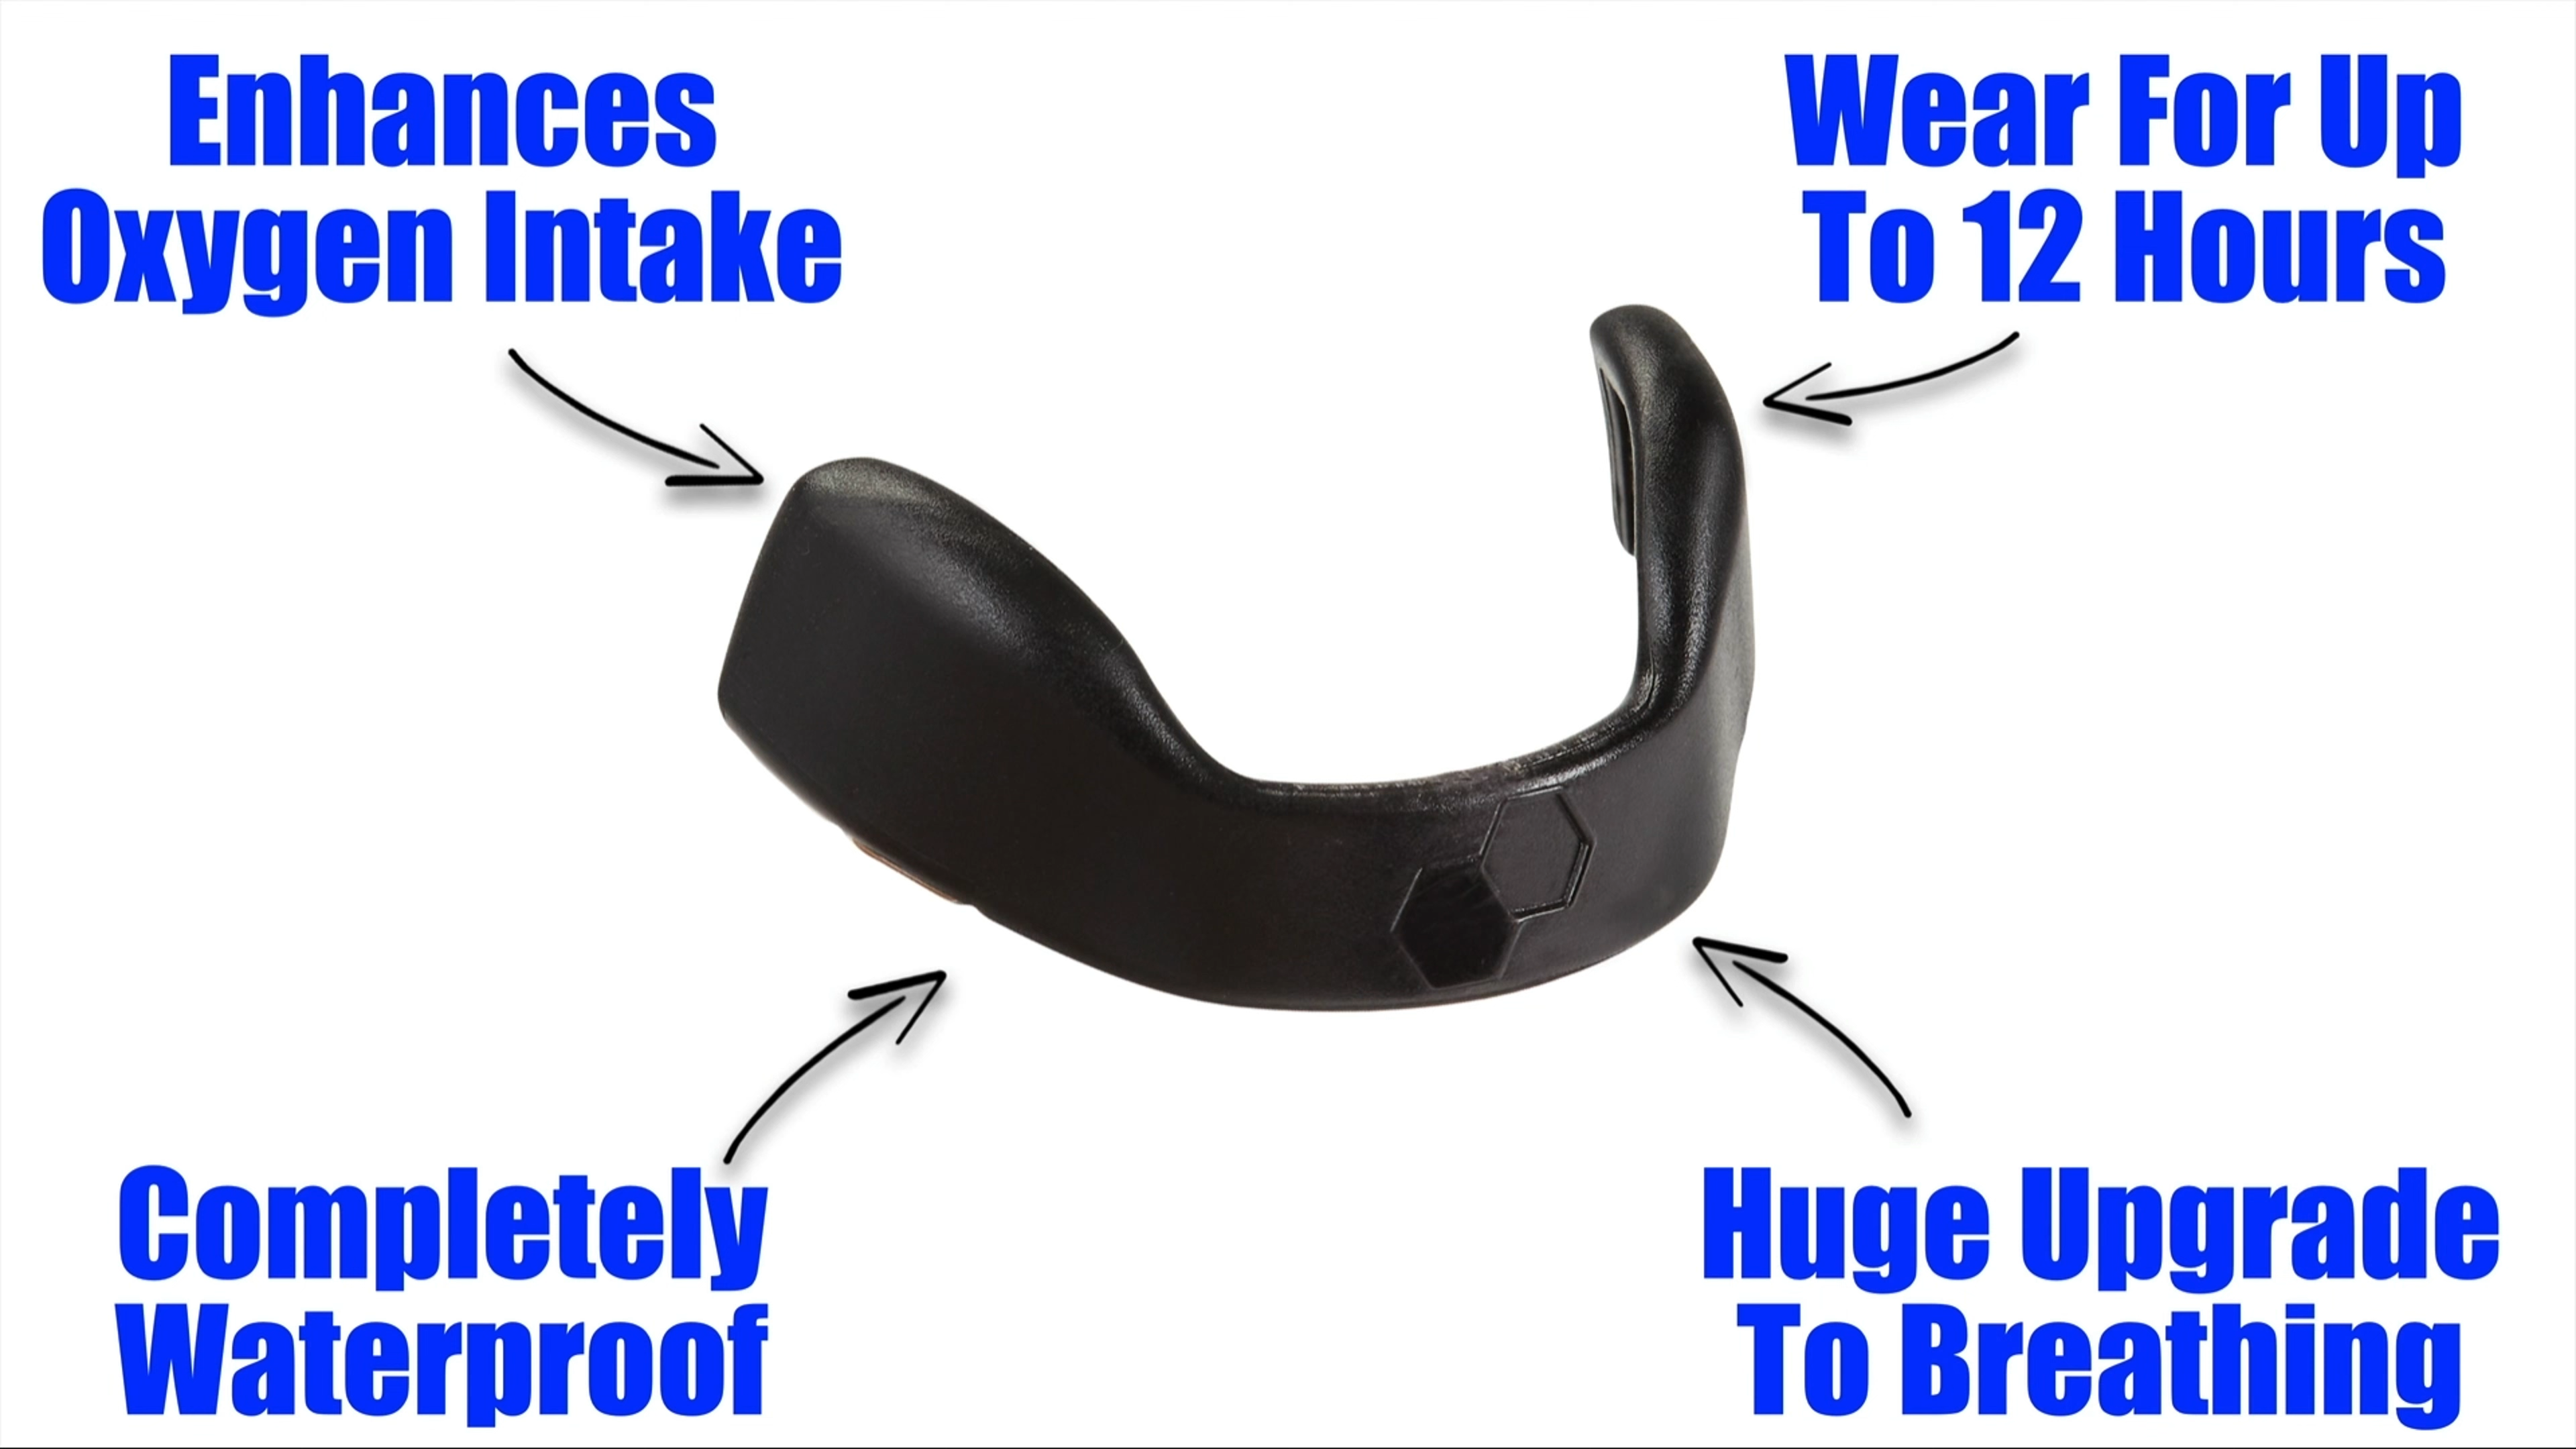 Enhances
Oxygen Intake
Wear For Up
To 12 Hours
Completely
Waterproof
Huge Upgrade
To Breathing